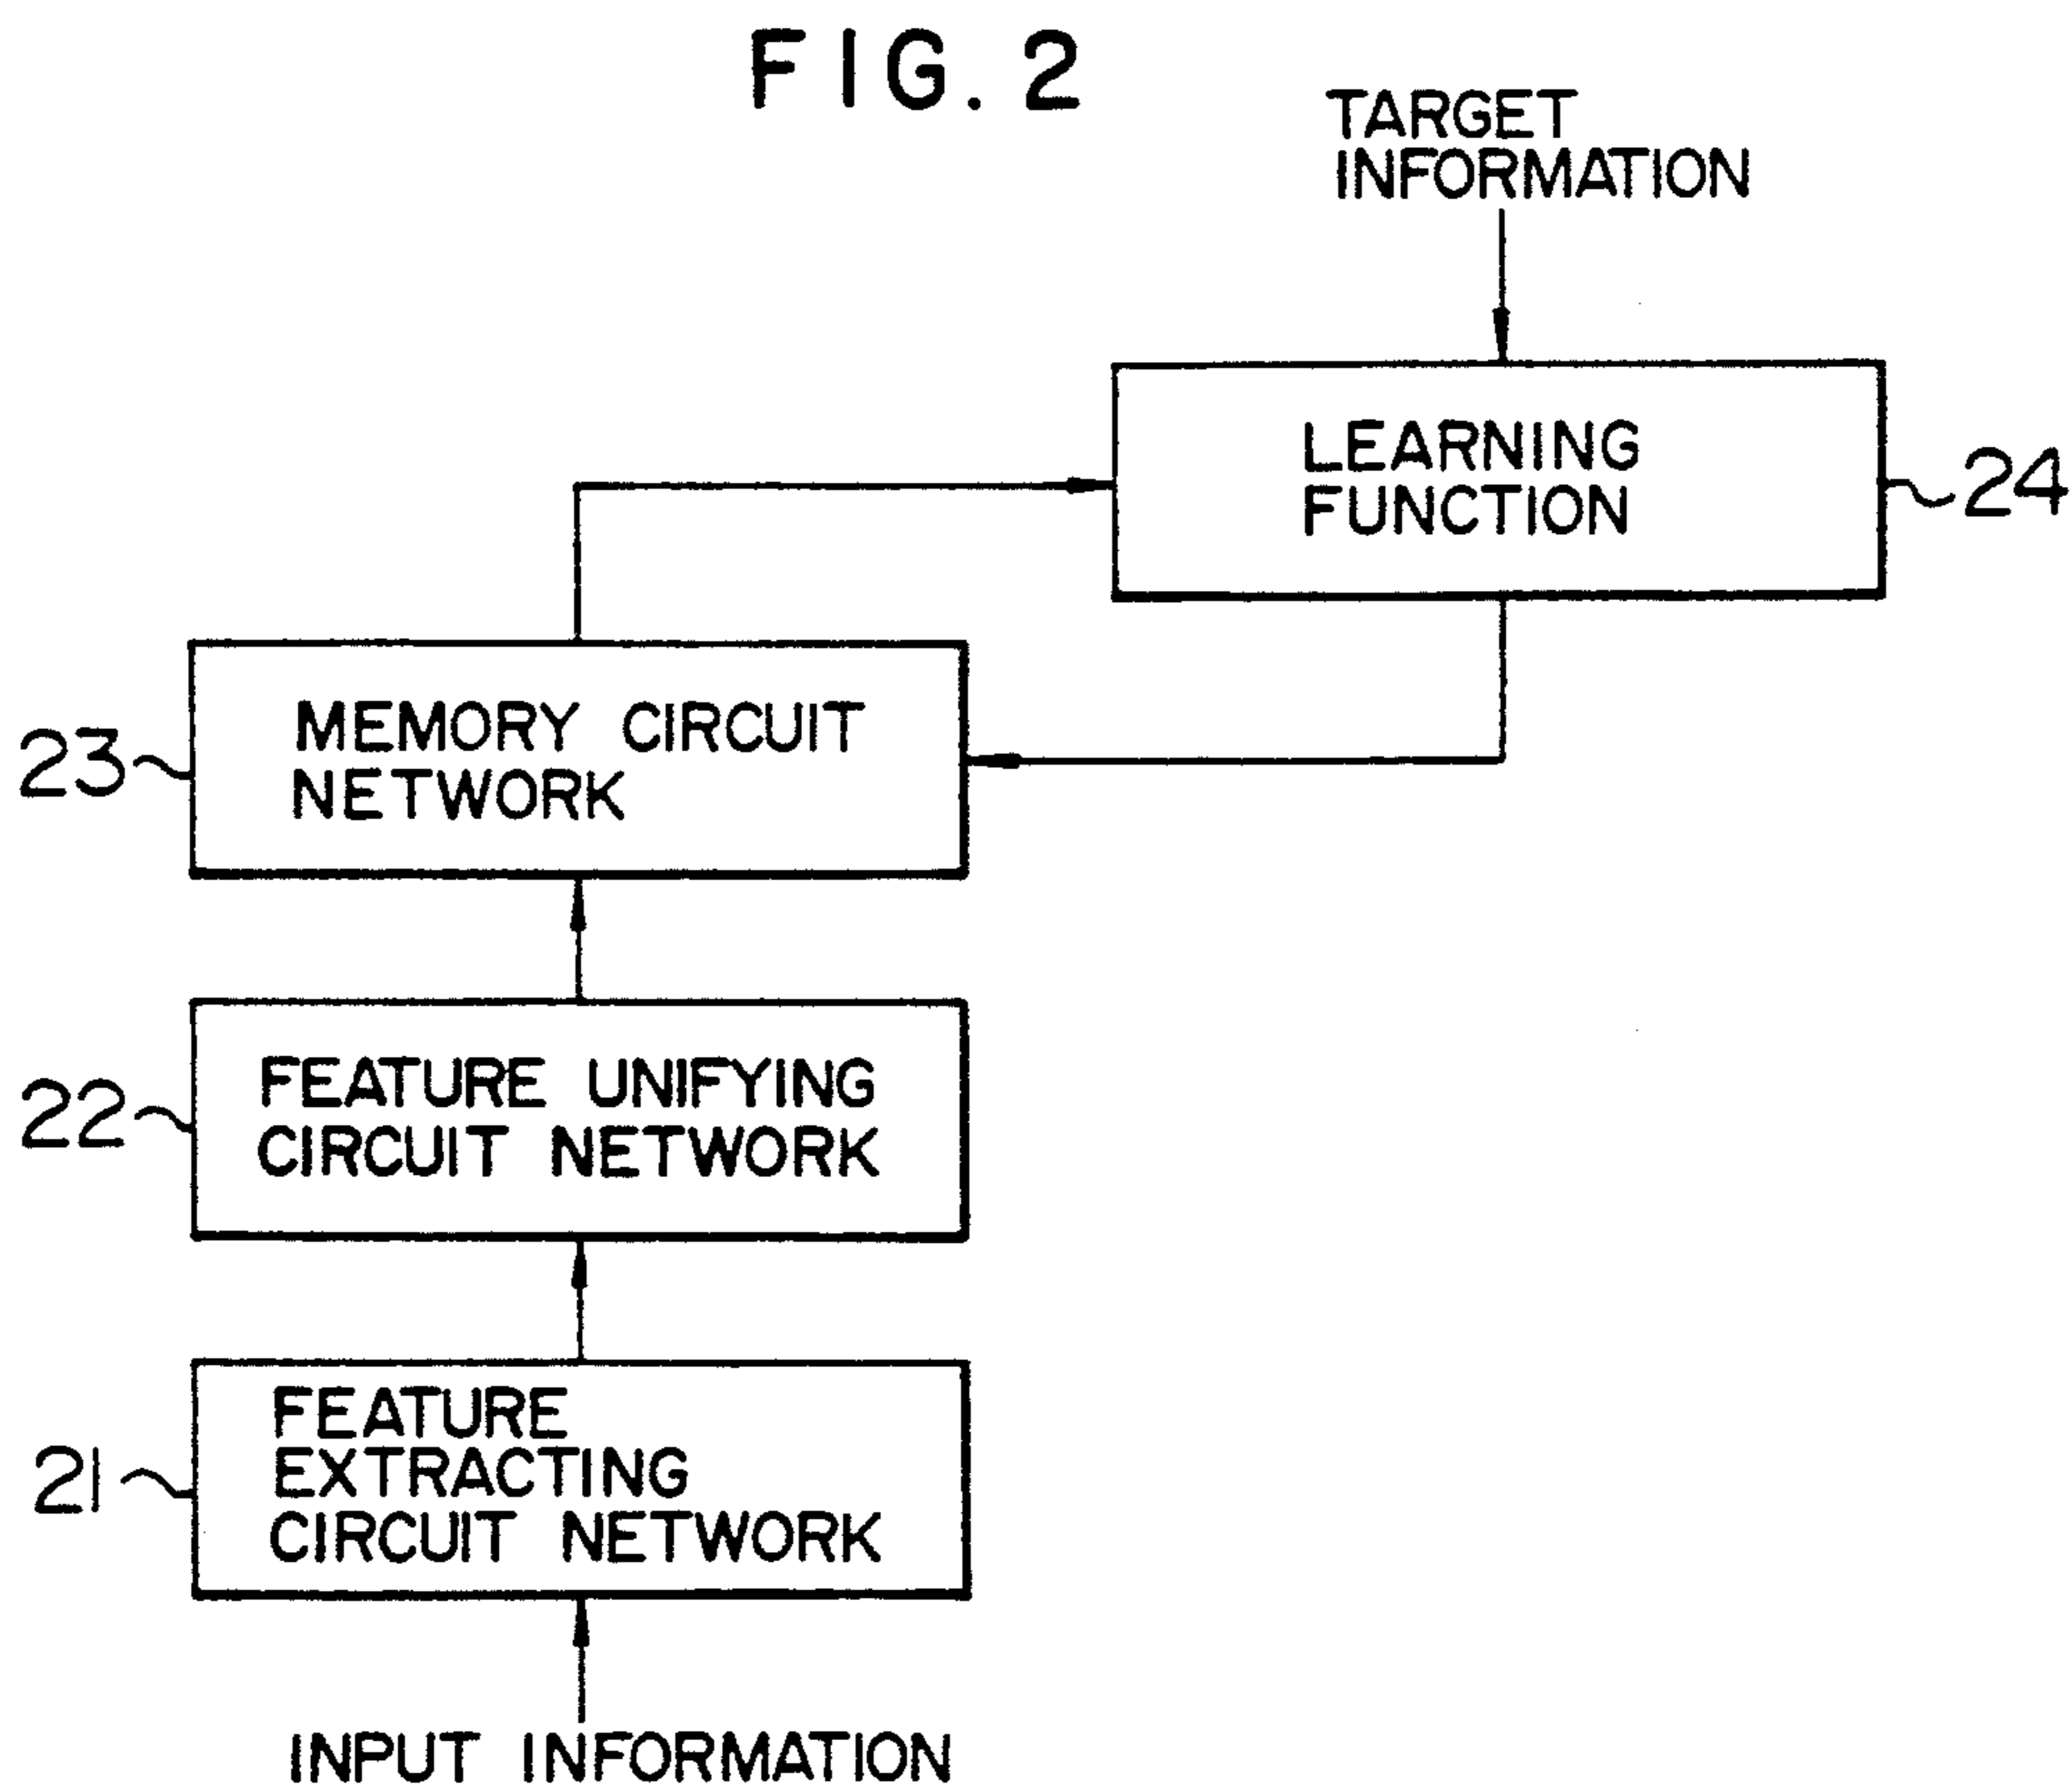 FIG. 2
TARGET
INFORMATION
LEARNING
FUNCTION
24
MEMORY CIRCUIT
NETWORK
23
FEATURE UNIFYING
CIRCUIT NETWORK
22
FEATURE
EXTRACTING
CIRCUIT NETWORK
21
INPUT INFORMATION